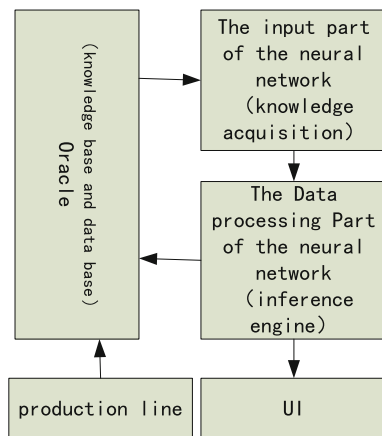 (knowledge base and data base)
Oracle
The input part
of the neural
network
(knowledge
acquisition)
The Data
processing Part
of the neural
network
(inference
engine)
production line
UI